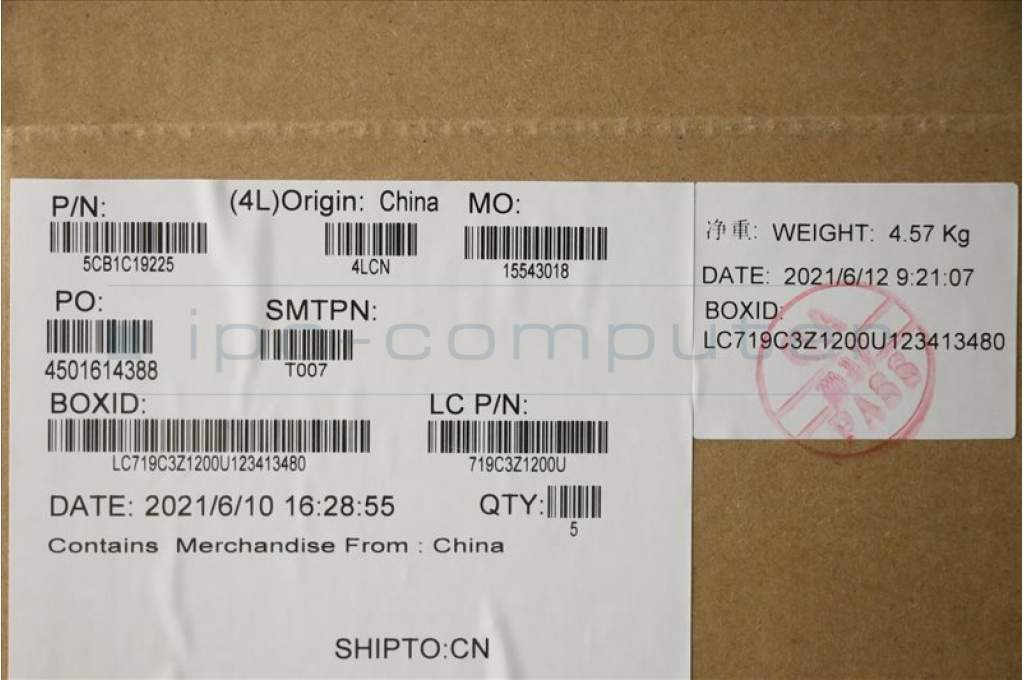 P/N:
5CB1C19225
(4L)Origin: China
4LCN
MO:
15543018
PO:
4501614388
SMTPN:
T007
BOXID:
LC719C3Z1200U123413480
LC P/N:
719C3Z1200U
DATE: 2021/6/10 16:28:55
QTY:
5
Contains Merchandise From : China
SHIPTO:CN
净重: WEIGHT: 4.57 Kg
DATE: 2021/6/12 9:21:07
BOXID:
LC719C3Z1200U123413480
PASS
ipc-computer